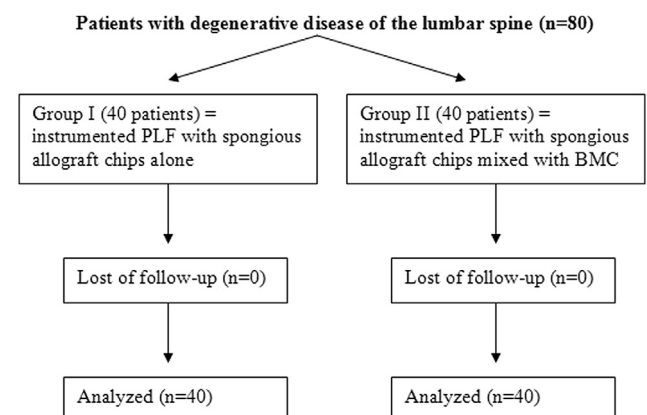 Patients with degenerative disease of the lumbar spine (n=80)
Group I (40 patients) =
instrumented PLF with spongious
allograft chips alone
Group II (40 patients) =
instrumented PLF with spongious
allograft chips mixed with BMC
Lost of follow-up (n=0)
Lost of follow-up (n=0)
Analyzed (n=40)
Analyzed (n=40)